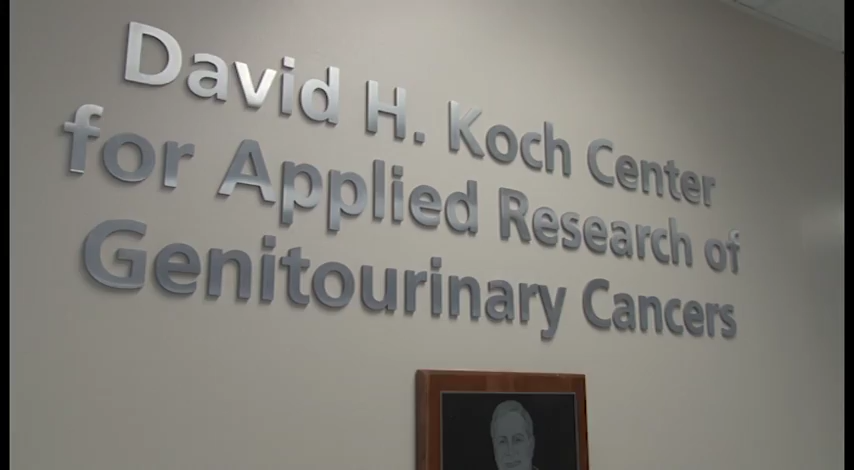 David H. Koch Center
for Applied Research of
Genitourinary Cancers